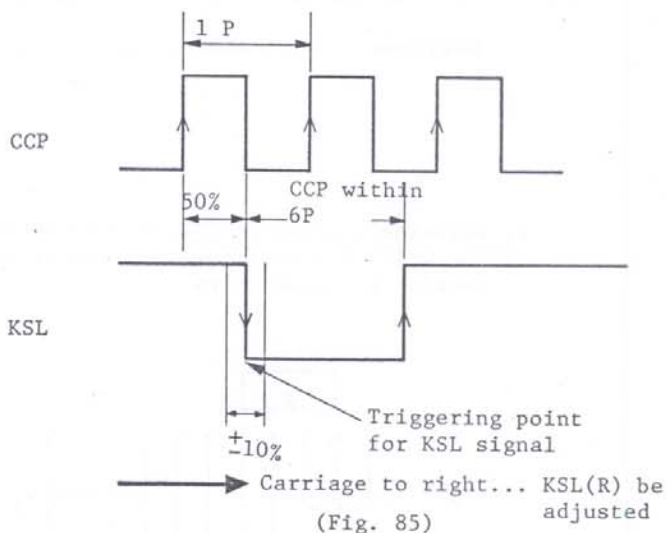 1 P
CCP
CCP within
50%
6P
KSL
±10%
Triggering point
for KSL signal
Carriage to right... KSL(R) be
adjusted
(Fig. 85)